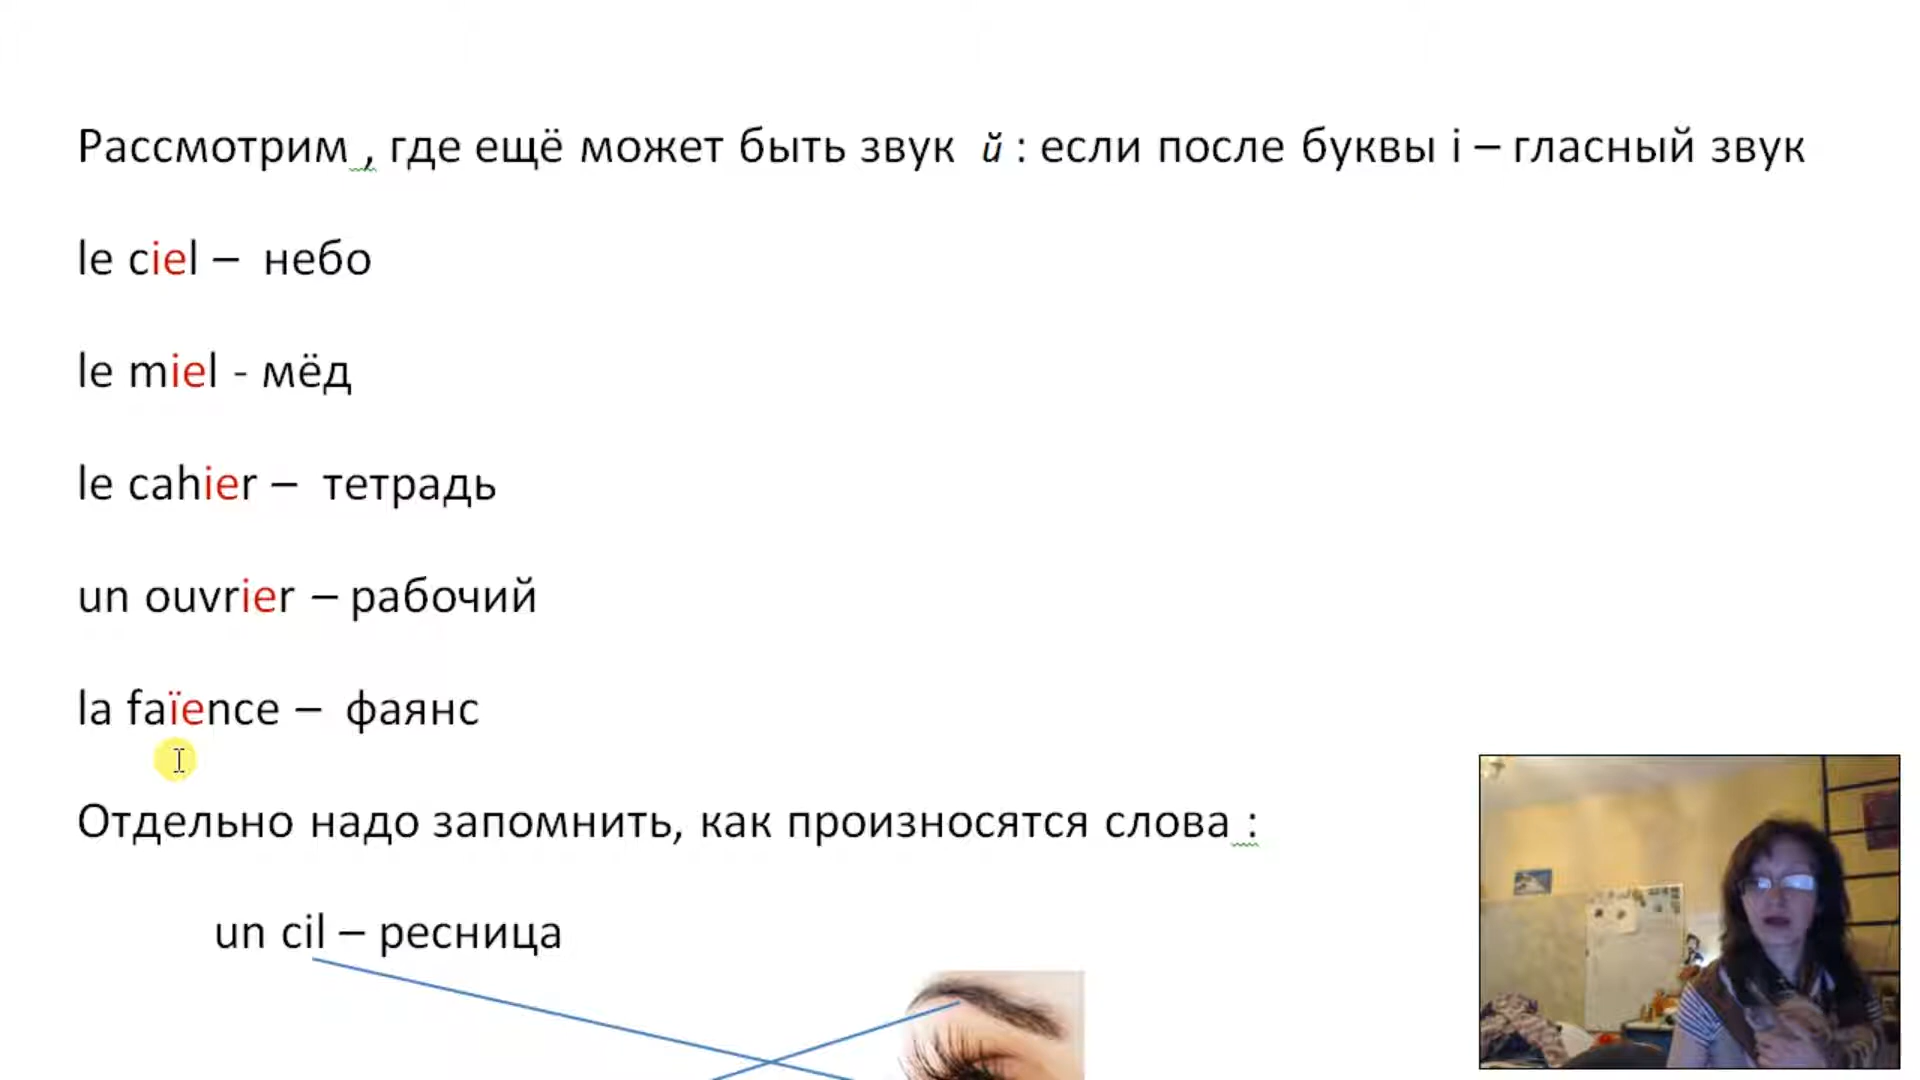 Рассмотрим , где ещё может быть звук й : если после буквы i – гласный звук
le ciel – небо
le miel - мёд
le cahier – тетрадь
un ouvrier – рабочий
la faïence – фаянс
Отдельно надо запомнить, как произносятся слова :
un cil – ресница